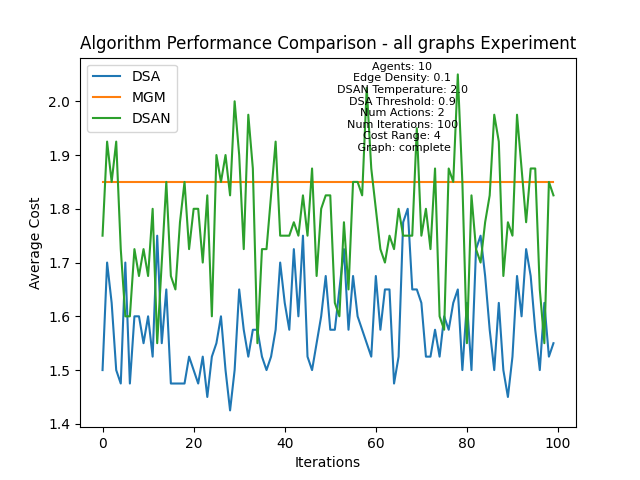 Algorithm Performance Comparison - all graphs Experiment
DSA
MGM
DSAN
Agents: 10
Edge Density: 0.1
DSAN Temperature: 2.0
DSA Threshold: 0.9
Num Actions: 2
Num Iterations: 100
Cost Range: 4
Graph: complete
Average Cost
2.0
1.9
1.8
1.7
1.6
1.5
1.4
0
20
40
60
80
100
Iterations